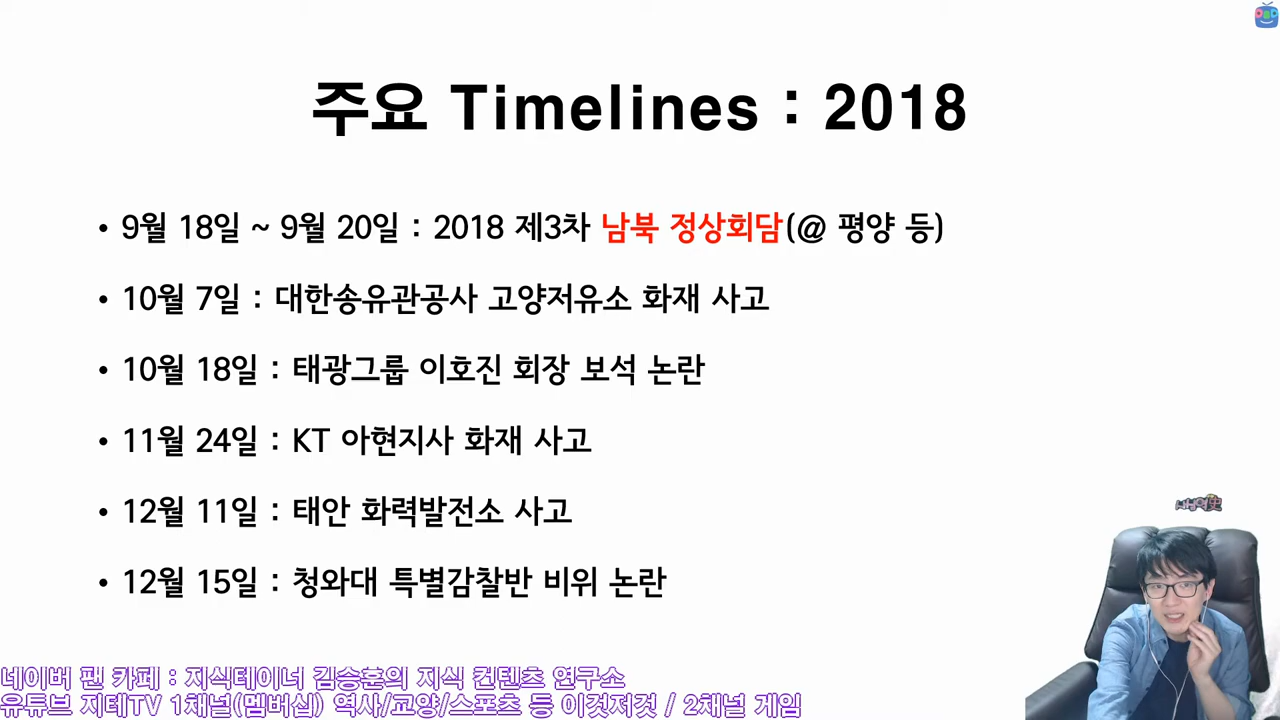 주요 Timelines : 2018
• 9월 18일 ~ 9월 20일 : 2018 제3차 남북 정상회담(@ 평양 등)
• 10월 7일 : 대한송유관공사 고양저유소 화재 사고
• 10월 18일 : 태광그룹 이호진 회장 보석 논란
• 11월 24일 : KT 아현지사 화재 사고
• 12월 11일 : 태안 화력발전소 사고
• 12월 15일 : 청와대 특별감찰반 비위 논란
네이버 팬 카페 : 지식테이너 김승훈의 지식 컨텐츠 연구소
유튜브 지테TV 1채널(멤버십) 역사/교양/스포츠 등 이것저것 / 2채널 게임